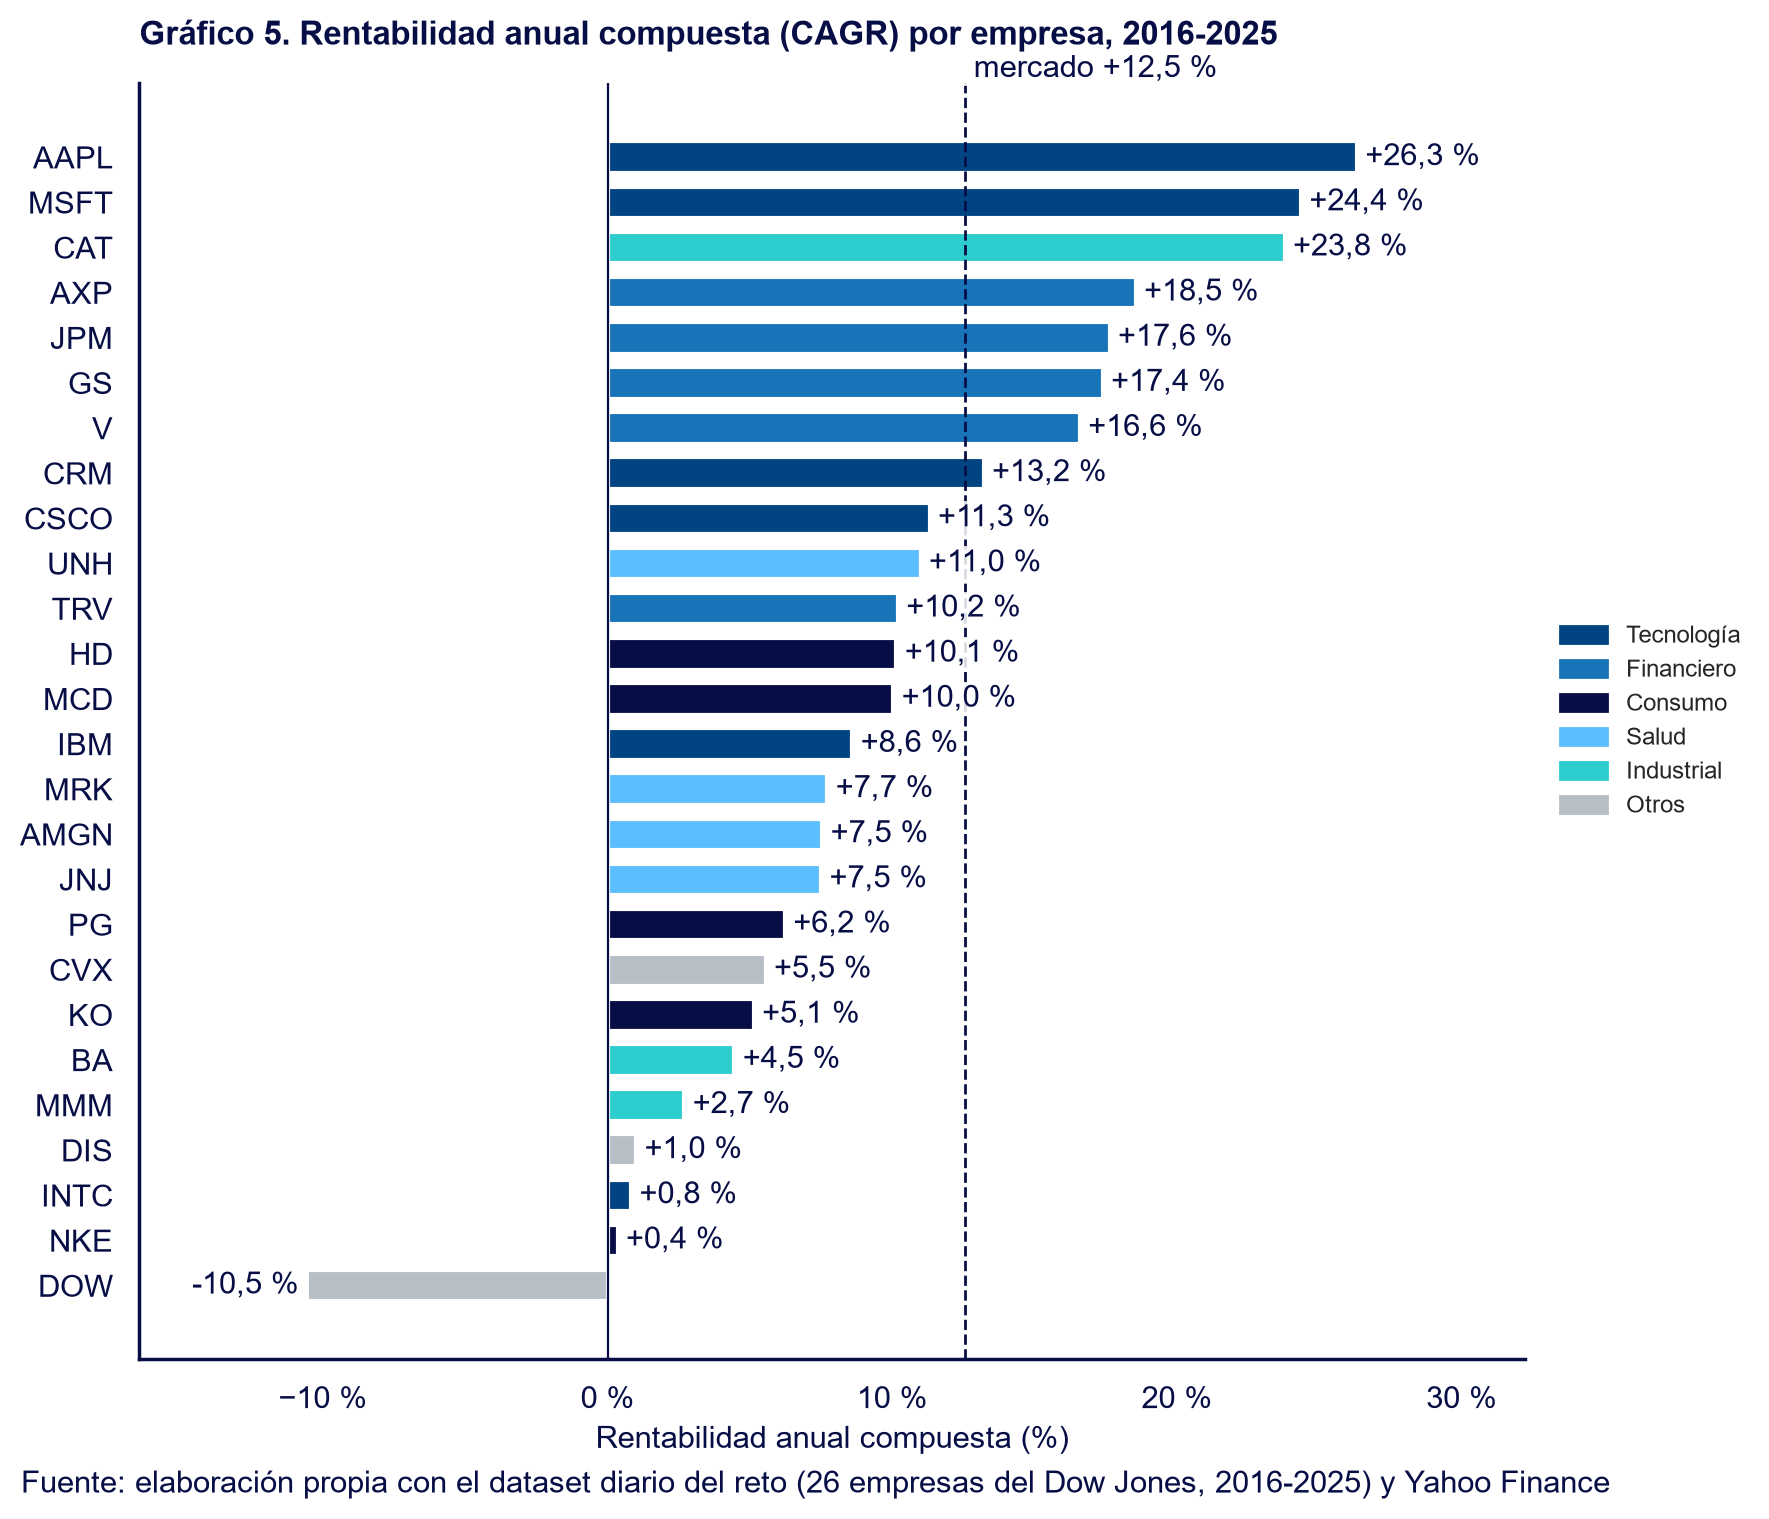 Gráfico 5. Rentabilidad anual compuesta (CAGR) por empresa, 2016-2025
mercado +12,5 %
AAPL +26,3 %
MSFT +24,4 %
CAT +23,8 %
AXP +18,5 %
JPM +17,6 %
GS +17,4 %
V +16,6 %
CRM +13,2 %
CSCO +11,3 %
UNH +11,0 %
TRV +10,2 %
HD +10,1 %
MCD +10,0 %
IBM +8,6 %
MRK +7,7 %
AMGN +7,5 %
JNJ +7,5 %
PG +6,2 %
CVX +5,5 %
KO +5,1 %
BA +4,5 %
MMM +2,7 %
DIS +1,0 %
INTC +0,8 %
NKE +0,4 %
DOW -10,5 %
Tecnología
Financiero
Consumo
Salud
Industrial
Otros
−10 % 0 % 10 % 20 % 30 %
Rentabilidad anual compuesta (%)
Fuente: elaboración propia con el dataset diario del reto (26 empresas del Dow Jones, 2016-2025) y Yahoo Finance